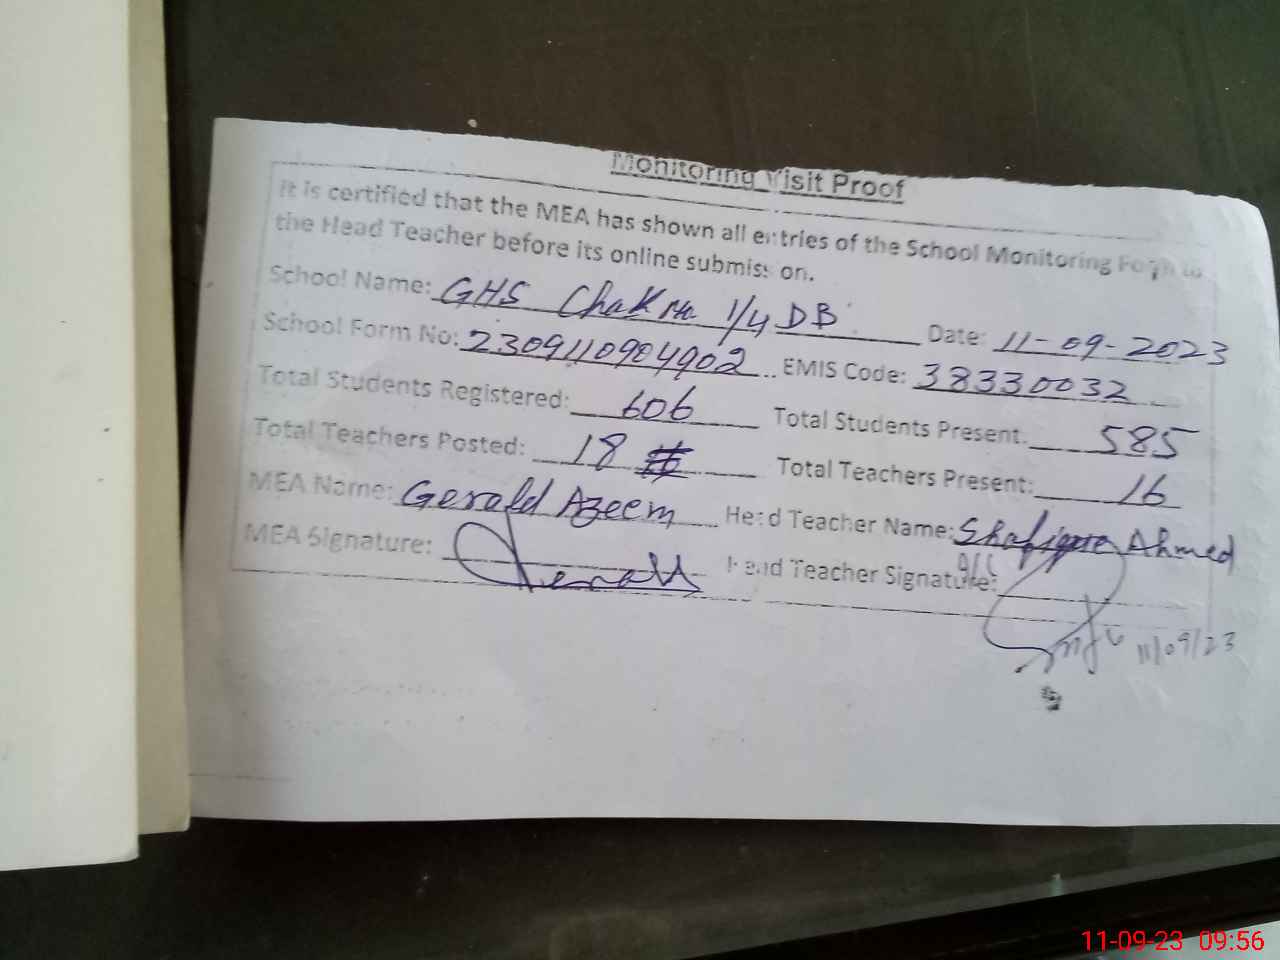 Monitoring Visit Proof
It is certified that the MEA has shown all entries of the School Monitoring Form to
the Head Teacher before its online submission.
School Name: GHS Chak No. 1/4 DB Date: 11-09-2023
School Form No: 2309110904902 EMIS Code: 38330032
Total Students Registered: 606 Total Students Present: 585
Total Teachers Posted: 18 Total Teachers Present: 16
MEA Name: Gerald Azeem Head Teacher Name: Ahmed
MEA Signature: Head Teacher Signature:
11/09/23
11-09-23 09:56